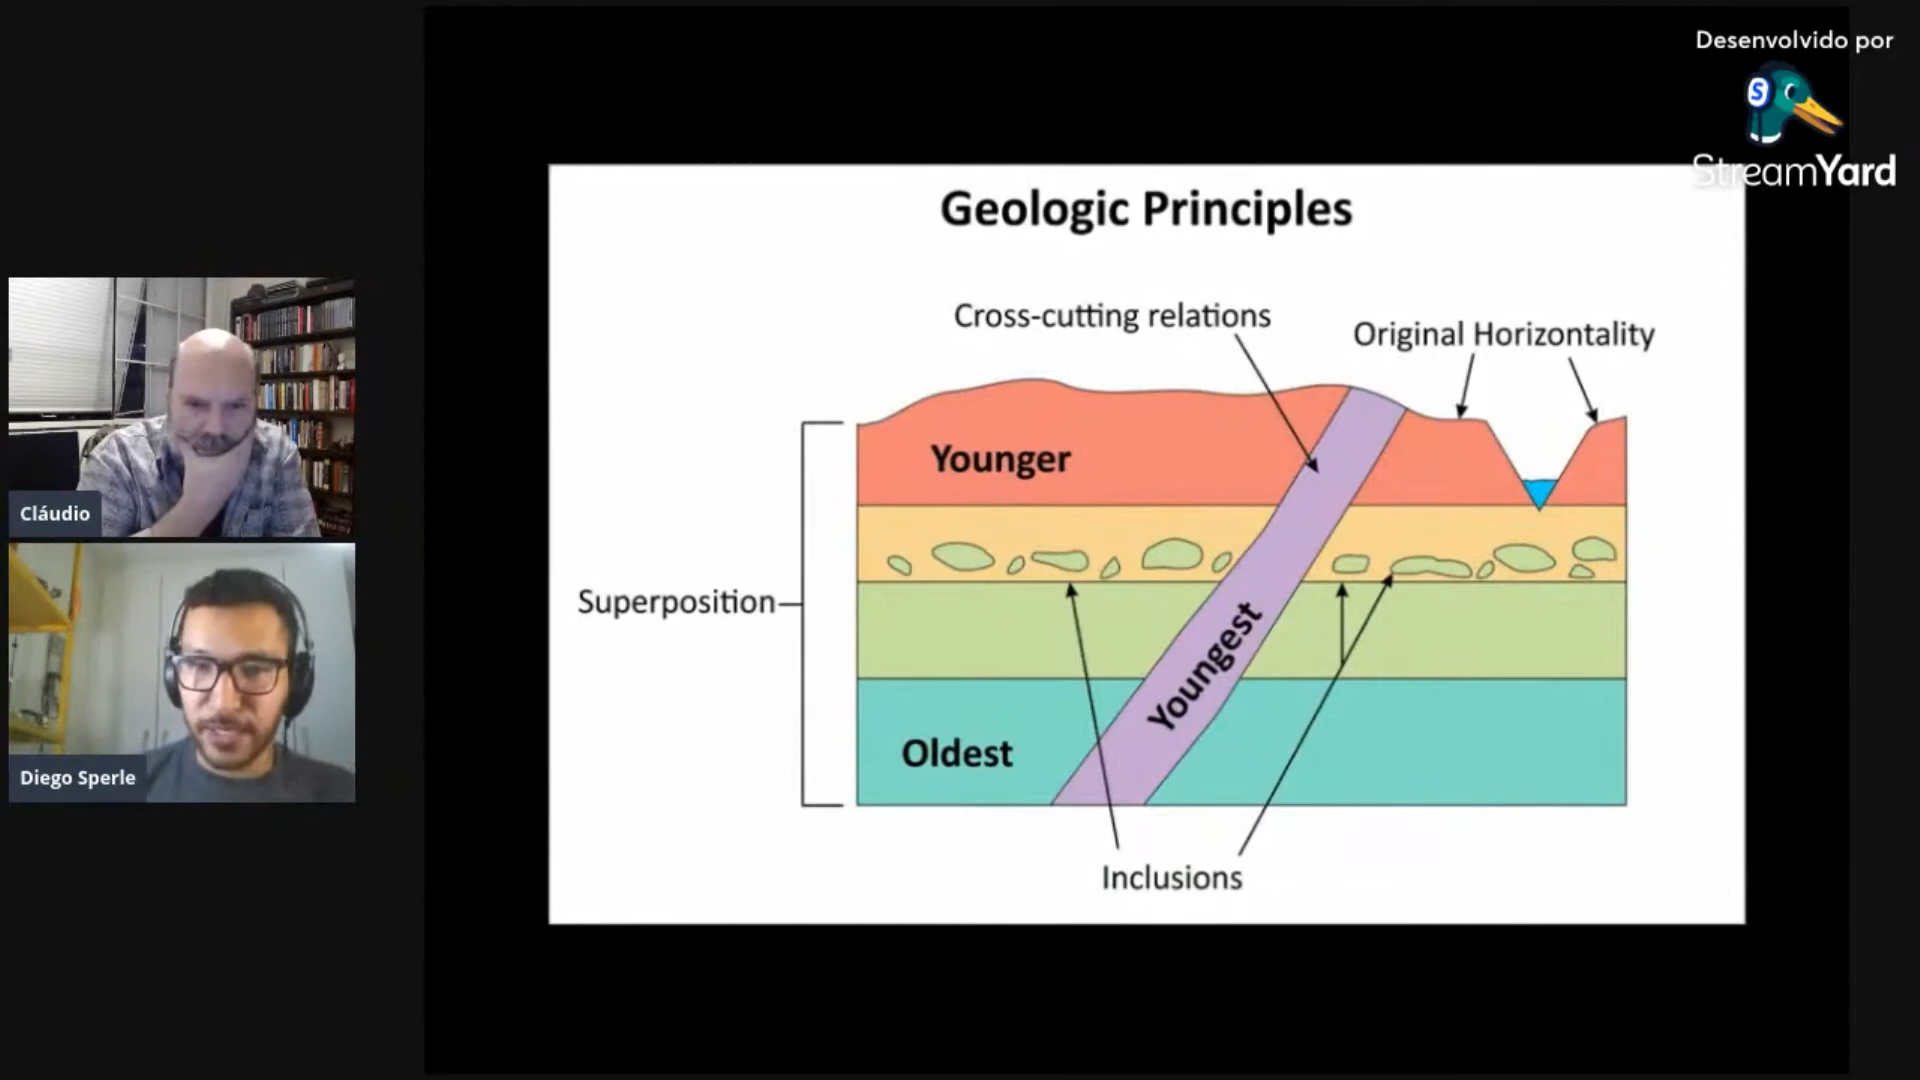 Desenvolvido por
S
StreamYard
Geologic Principles
Cross-cutting relations
Original Horizontality
Younger
Superposition
Youngest
Oldest
Inclusions
Cláudio
Diego Sperle